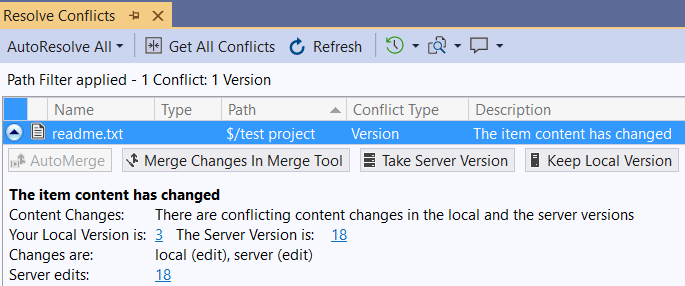 Resolve Conflicts
AutoResolve All Get All Conflicts Refresh
Path Filter applied - 1 Conflict: 1 Version
Name Type Path Conflict Type Description
readme.txt $/test project Version The item content has changed
AutoMerge Merge Changes In Merge Tool Take Server Version Keep Local Version
The item content has changed
Content Changes: There are conflicting content changes in the local and the server versions
Your Local Version is: 3 The Server Version is: 18
Changes are: local (edit), server (edit)
Server edits: 18